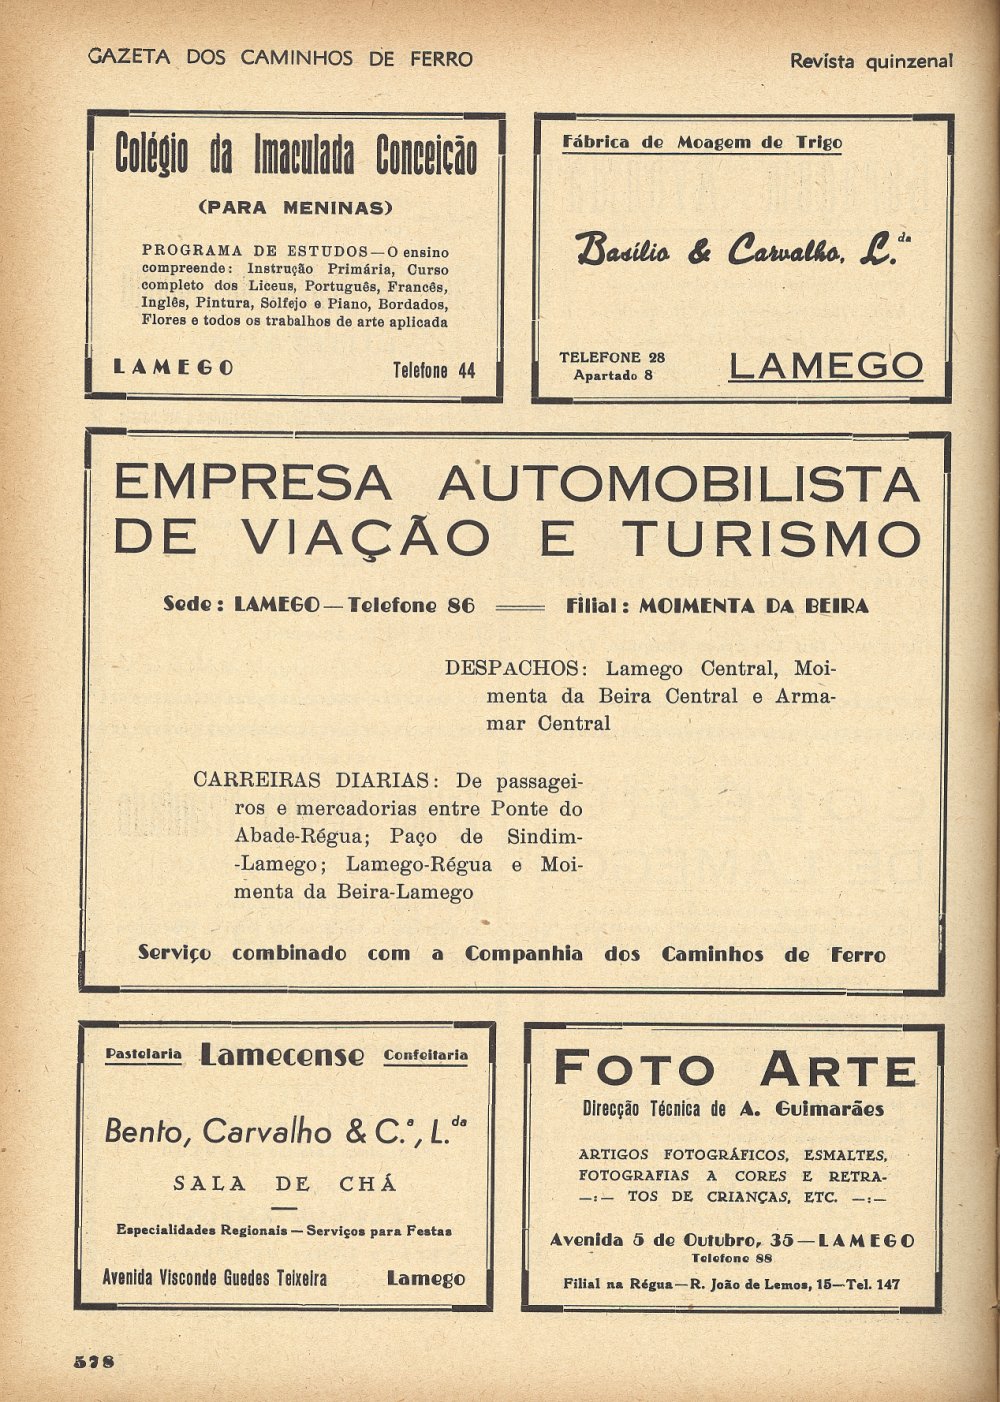 GAZETA DOS CAMINHOS DE FERRO
Revista quinzenal
Colégio da Imaculada Conceição
(PARA MENINAS)
PROGRAMA DE ESTUDOS—O ensino
compreende: Instrução Primária, Curso
completo dos Liceus, Português, Francês,
Inglês, Pintura, Solfejo e Piano, Bordados,
Flores e todos os trabalhos de arte aplicada
LAMEGO
Telefone 44
Fábrica de Moagem de Trigo
Basílio & Carvalho, L.da
TELEFONE 28
Apartado 8
LAMEGO
EMPRESA AUTOMOBILISTA
DE VIAÇÃO E TURISMO
Sede: LAMEGO—Telefone 86 ═══ Filial: MOIMENTA DA BEIRA
DESPACHOS: Lamego Central, Moi-
menta da Beira Central e Arma-
mar Central
CARREIRAS DIARIAS: De passagei-
ros e mercadorias entre Ponte do
Abade-Régua; Paço de Sindim-
-Lamego; Lamego-Régua e Moi-
menta da Beira-Lamego
Serviço combinado com a Companhia dos Caminhos de Ferro
Pastelaria Lamecense Confeitaria
Bento, Carvalho & C.ª, L.da
SALA DE CHÁ
Especialidades Regionais — Serviços para Festas
Avenida Visconde Guedes Teixeira Lamego
FOTO ARTE
Direcção Técnica de A. Guimarães
ARTIGOS FOTOGRÁFICOS, ESMALTES,
FOTOGRAFIAS A CORES E RETRA-
—:— TOS DE CRIANÇAS, ETC. —:—
Avenida 5 de Outubro, 35—LAMEGO
Telefone 88
Filial na Régua—R. João de Lemos, 15—Tel. 147
578